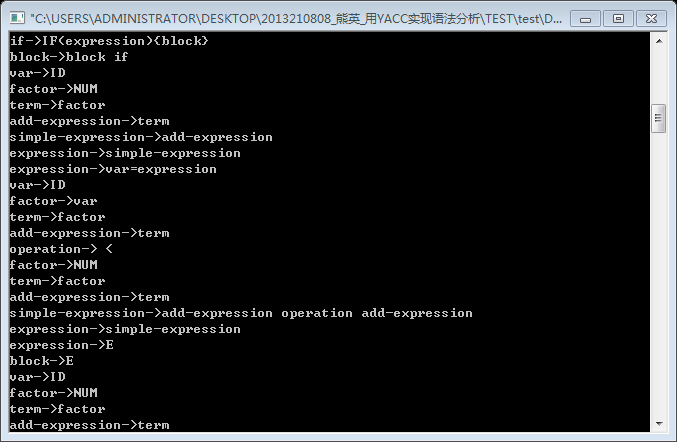 "C:\USERS\ADMINISTRATOR\DESKTOP\2013210808_熊英_用YACC实现语法分析\TEST\test\D...
if->IF(expression){block}
block->block if
var->ID
factor->NUM
term->factor
add-expression->term
simple-expression->add-expression
expression->simple-expression
expression->var=expression
var->ID
factor->var
term->factor
add-expression->term
operation-> <
factor->NUM
term->factor
add-expression->term
simple-expression->add-expression operation add-expression
expression->simple-expression
expression->E
block->E
var->ID
factor->NUM
term->factor
add-expression->term